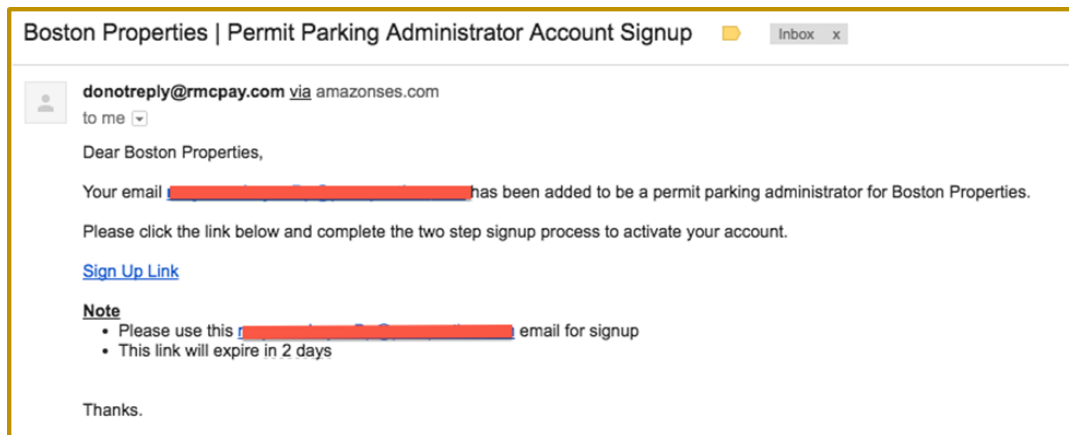 Boston Properties | Permit Parking Administrator Account Signup
Inbox x
donotreply@rmcpay.com via amazonses.com
to me
Dear Boston Properties,
Your email has been added to be a permit parking administrator for Boston Properties.
Please click the link below and complete the two step signup process to activate your account.
Sign Up Link
Note
• Please use this email for signup
• This link will expire in 2 days
Thanks.